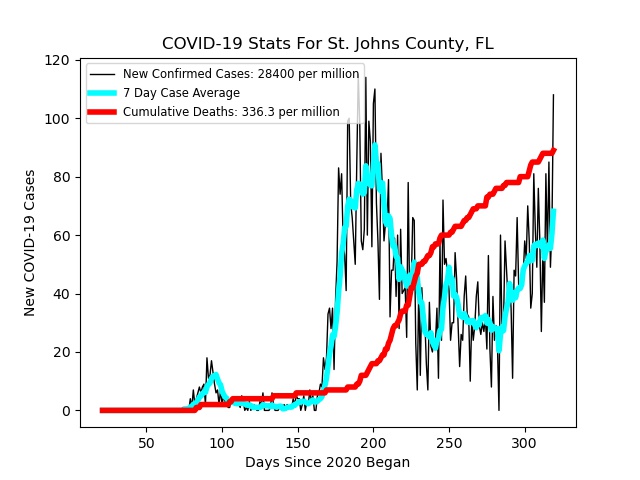 COVID-19 Stats For St. Johns County, FL
New Confirmed Cases: 28400 per million
7 Day Case Average
Cumulative Deaths: 336.3 per million
New COVID-19 Cases
120
100
80
60
40
20
0
50
100
150
200
250
300
Days Since 2020 Began